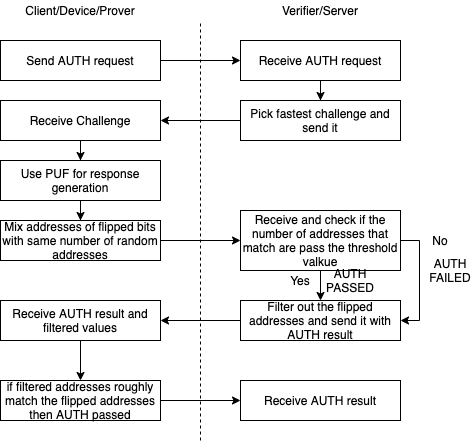 Client/Device/Prover
Verifier/Server
Send AUTH request
Receive AUTH request
Receive Challenge
Pick fastest challenge and
send it
Use PUF for response
generation
Mix addresses of flipped bits
with same number of random
addresses
Receive and check if the
number of addresses that
match are pass the threshold
valkue
No
AUTH
FAILED
Yes
AUTH
PASSED
Receive AUTH result and
filtered values
Filter out the flipped
addresses and send it with
AUTH result
if filtered addresses roughly
match the flipped addresses
then AUTH passed
Receive AUTH result